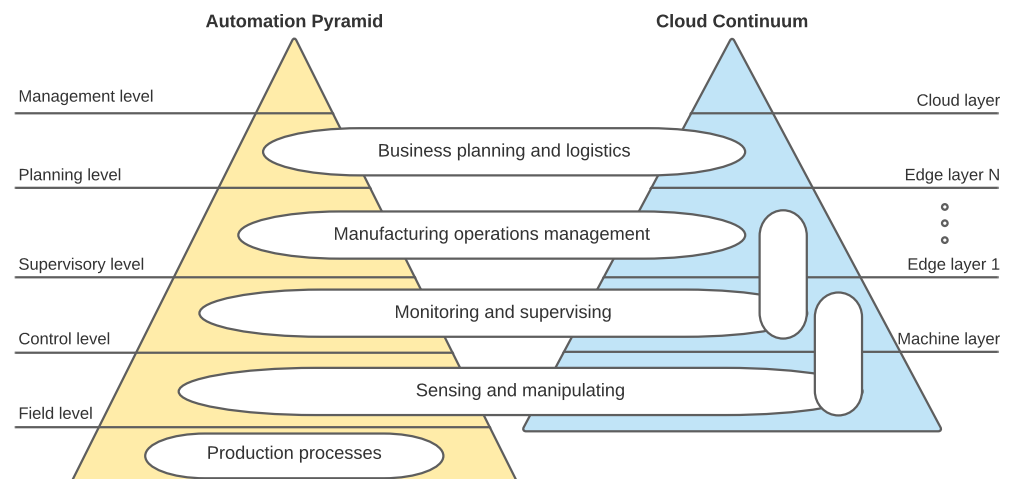 Automation Pyramid
Cloud Continuum
Management level
Cloud layer
Business planning and logistics
Planning level
Edge layer N
Manufacturing operations management
Supervisory level
Edge layer 1
Monitoring and supervising
Control level
Machine layer
Sensing and manipulating
Field level
Production processes